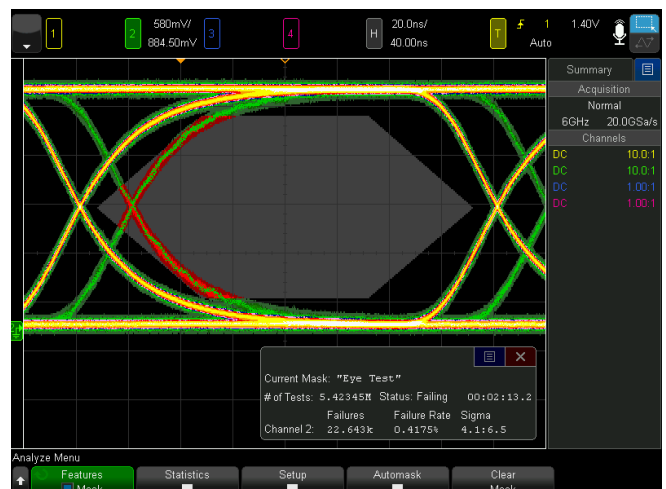 1
2
580mV/
884.50mV
3
4
H
20.0ns/
40.00ns
T
1
1.40V
Auto
Summary
Acquisition
Normal
6GHz 20.0GSa/s
Channels
DC 10.0:1
DC 10.0:1
DC 1.00:1
DC 1.00:1
Current Mask: "Eye Test"
# of Tests: 5.42345M Status: Failing 00:02:13.2
Failures Failure Rate Sigma
Channel 2: 22.643k 0.4175% 4.1:6.5
Analyze Menu
Features Statistics Setup Automask Clear
Mask Mask